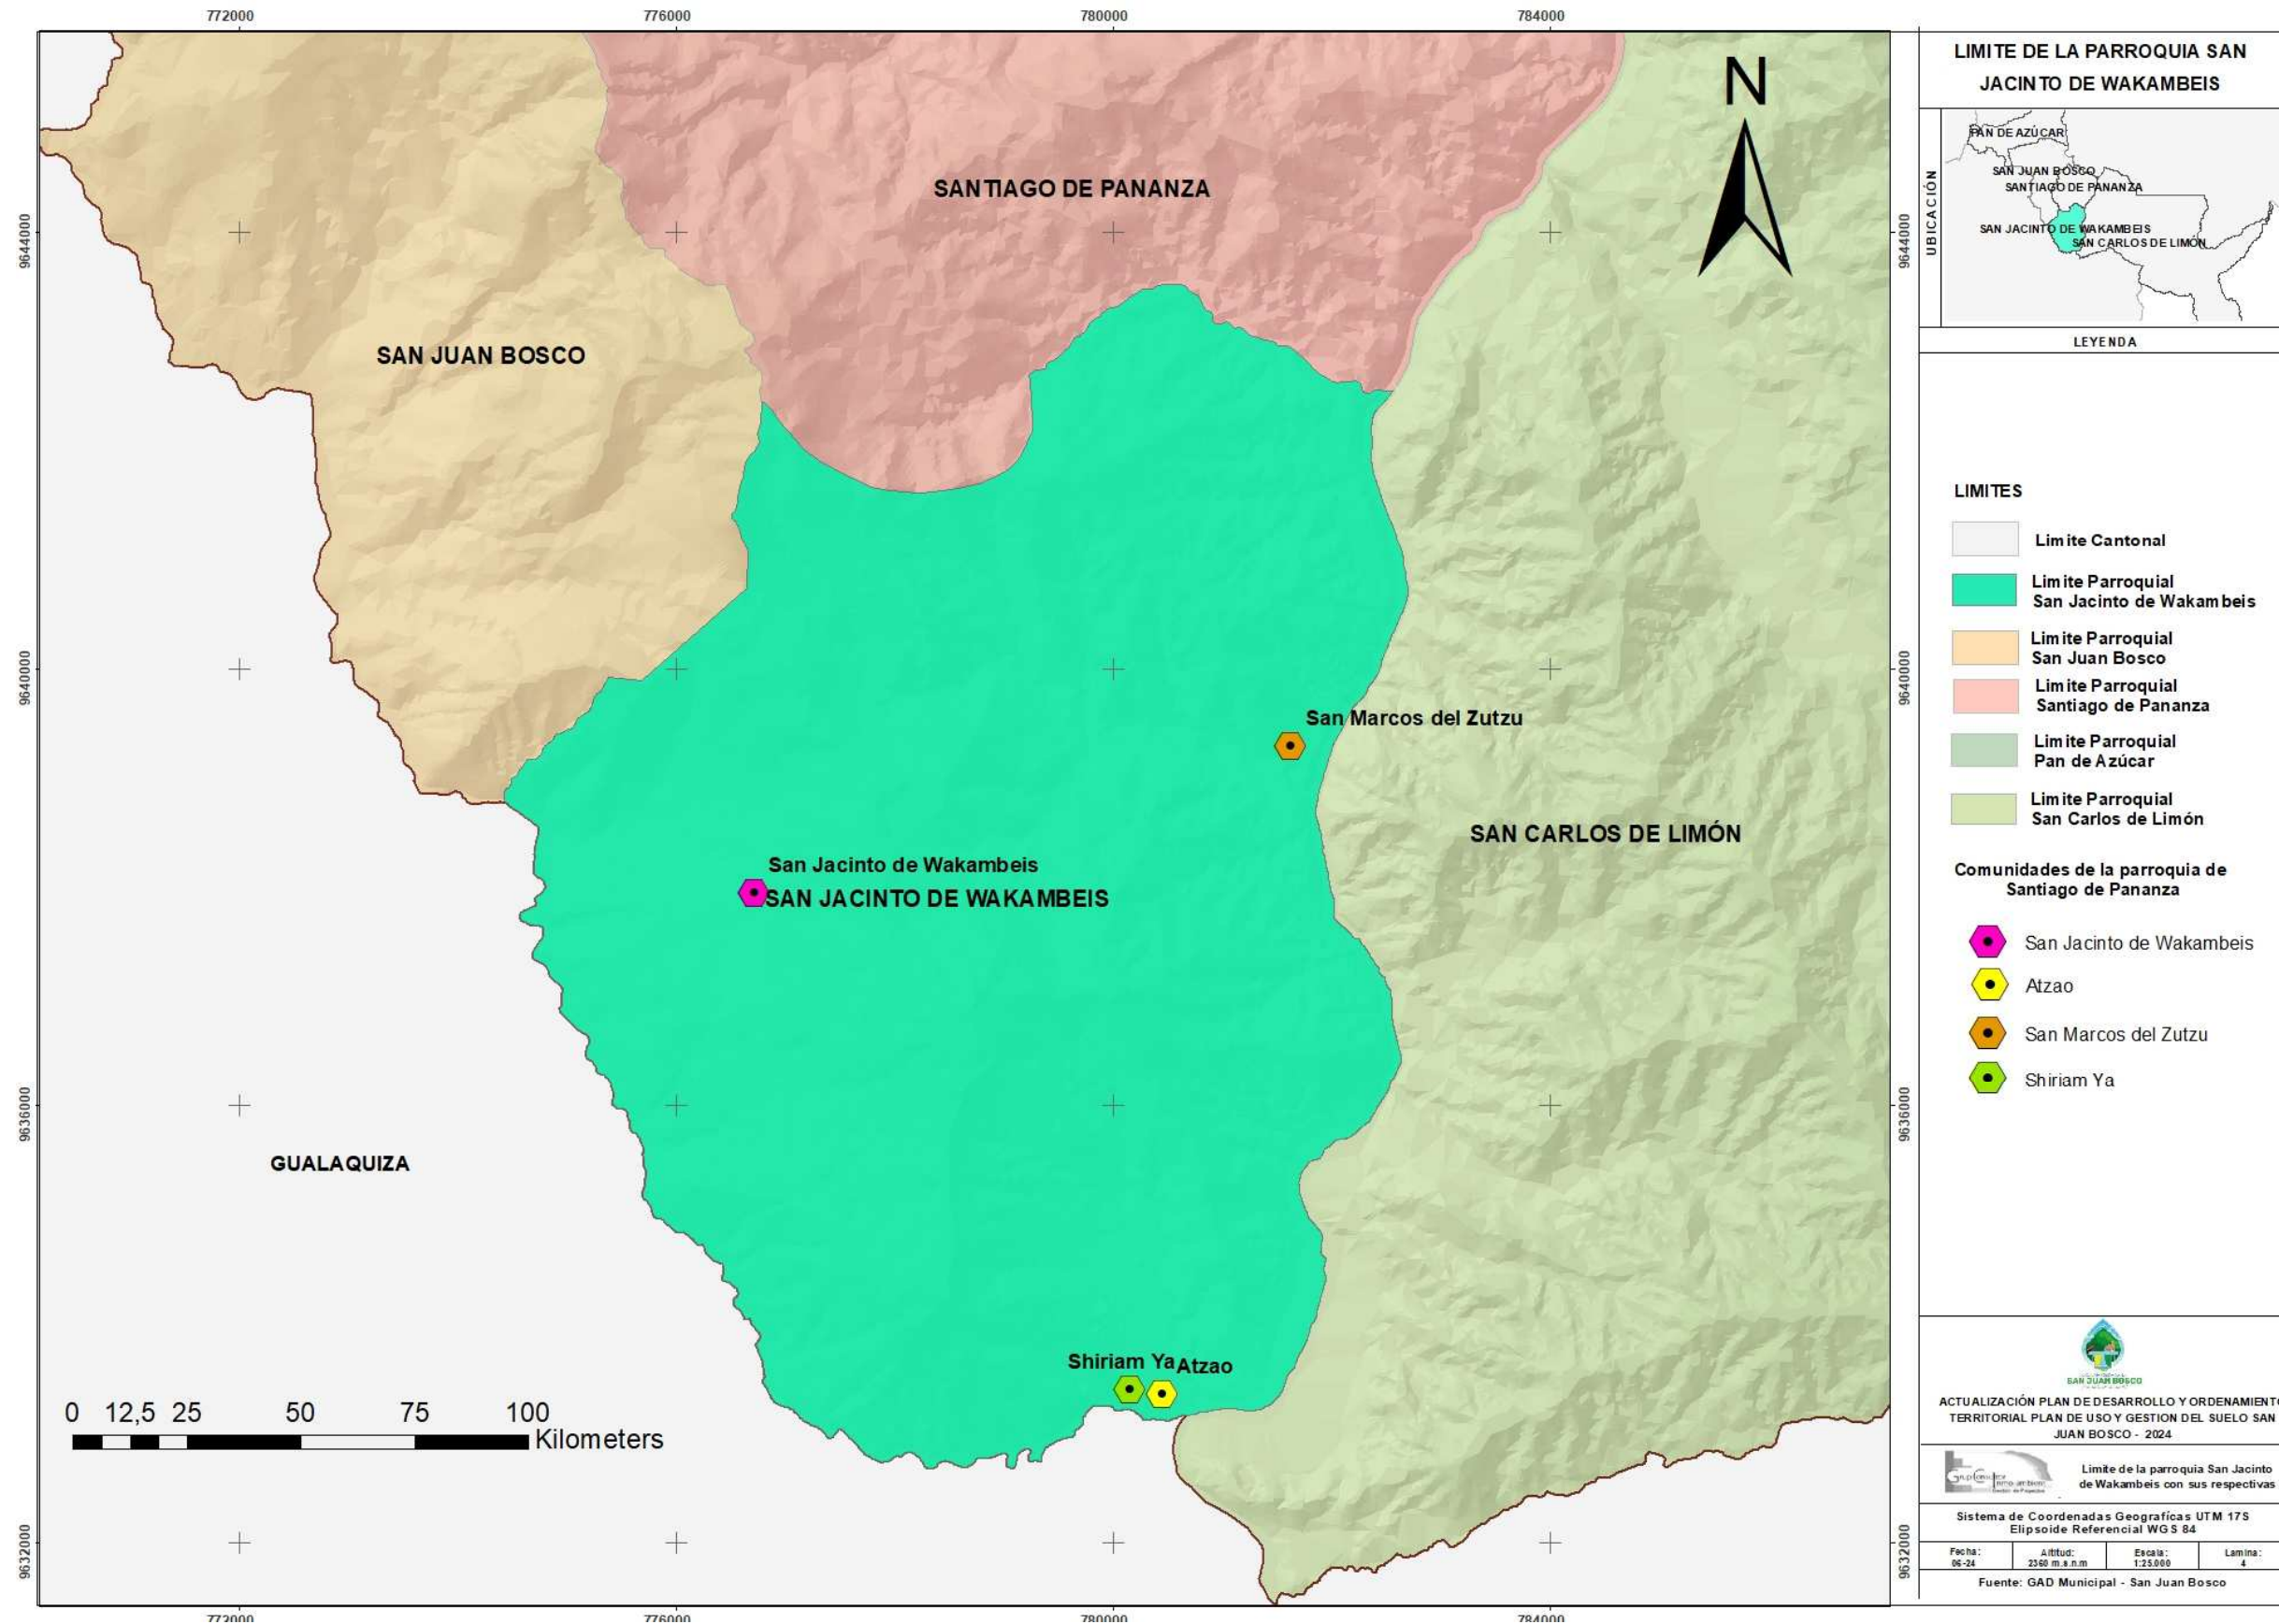 772000
776000
780000
784000
9644000
9640000
9636000
9632000
9644000
9640000
9636000
9632000
N
SANTIAGO DE PANANZA
SAN JUAN BOSCO
San Marcos del Zutzu
SAN CARLOS DE LIMÓN
San Jacinto de Wakambeis
SAN JACINTO DE WAKAMBEIS
GUALAQUIZA
Shiriam Ya
Atzao
0 12,5 25 50 75 100
Kilometers
772000
776000
780000
784000
LIMITE DE LA PARROQUIA SAN
JACINTO DE WAKAMBEIS
UBICACIÓN
PAN DE AZÚCAR
SAN JUAN BOSCO
SANTIAGO DE PANANZA
SAN JACINTO DE WAKAMBEIS
SAN CARLOS DE LIMÓN
LEYENDA
LIMITES
Limite Cantonal
Limite Parroquial
San Jacinto de Wakambeis
Limite Parroquial
San Juan Bosco
Limite Parroquial
Santiago de Pananza
Limite Parroquial
Pan de Azúcar
Limite Parroquial
San Carlos de Limón
Comunidades de la parroquia de
Santiago de Pananza
San Jacinto de Wakambeis
Atzao
San Marcos del Zutzu
Shiriam Ya
SAN JUAN BOSCO
ACTUALIZACIÓN PLAN DE DESARROLLO Y ORDENAMIENTO
TERRITORIAL PLAN DE USO Y GESTION DEL SUELO SAN
JUAN BOSCO - 2024
Limite de la parroquia San Jacinto
de Wakambeis con sus respectivas
Sistema de Coordenadas Geografícas UTM 17S
Elipsoide Referencial WGS 84
Fecha:
06-24
Altitud:
2360 m.s.n.m
Escala:
1:25.000
Lamina:
4
Fuente: GAD Municipal - San Juan Bosco